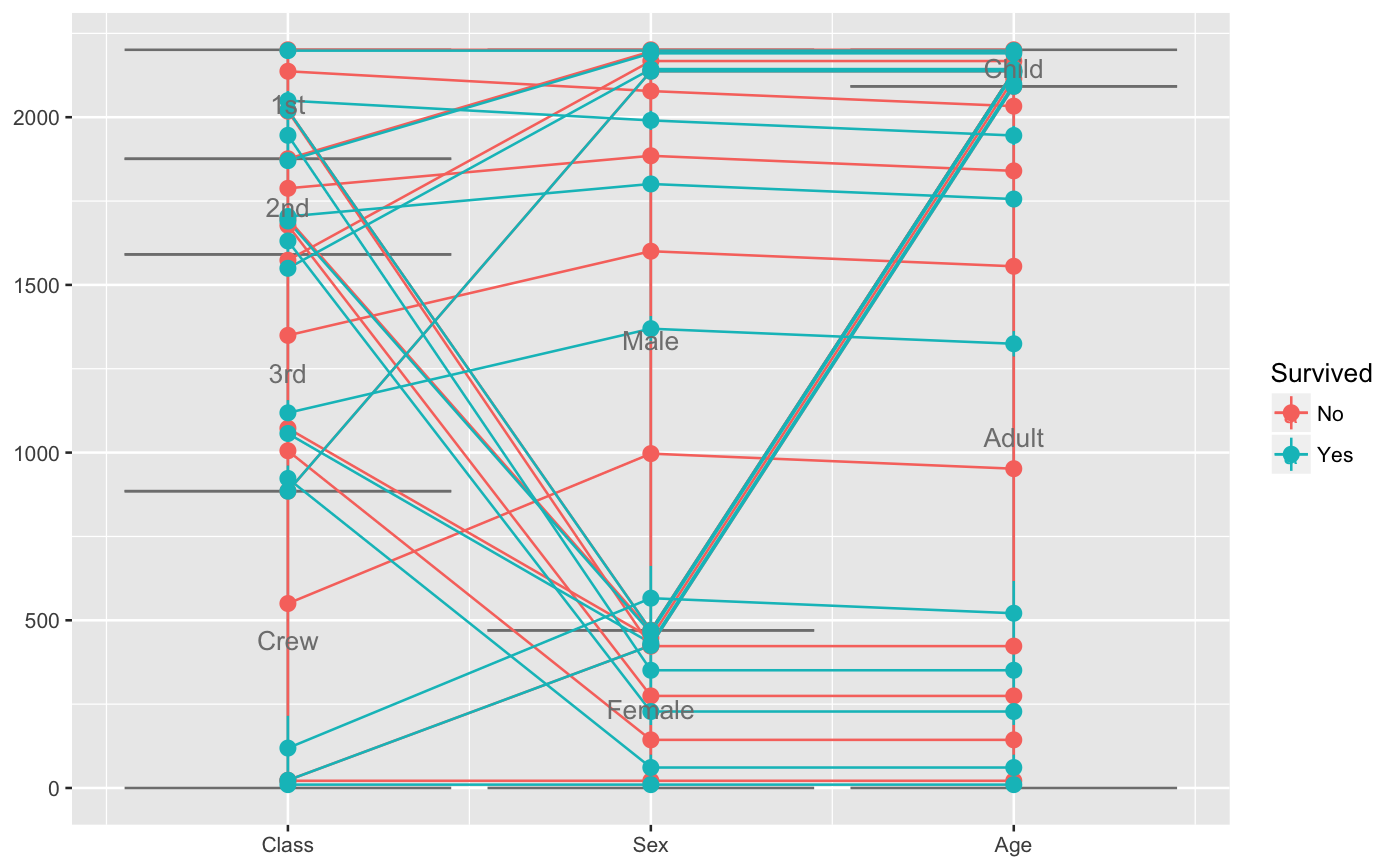 2000
1500
1000
500
0
1st
2nd
3rd
Crew
Male
Female
Child
Adult
Class
Sex
Age
Survived
No
Yes